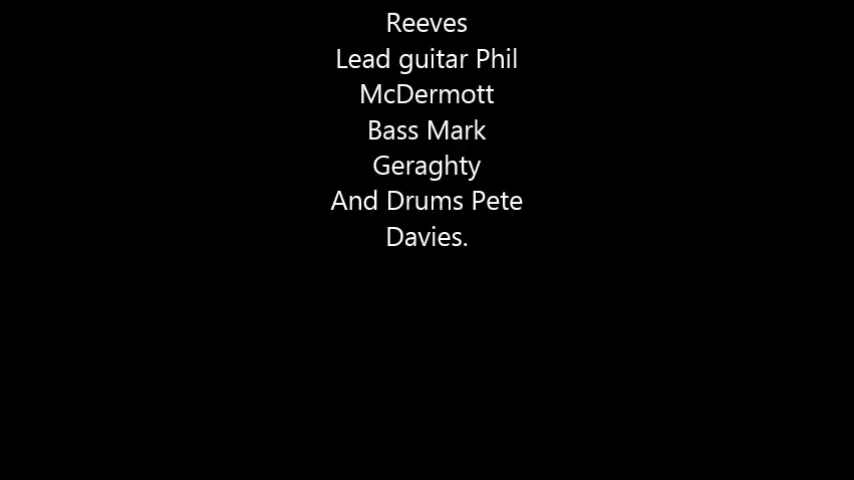 Reeves
Lead guitar Phil
McDermott
Bass Mark
Geraghty
And Drums Pete
Davies.